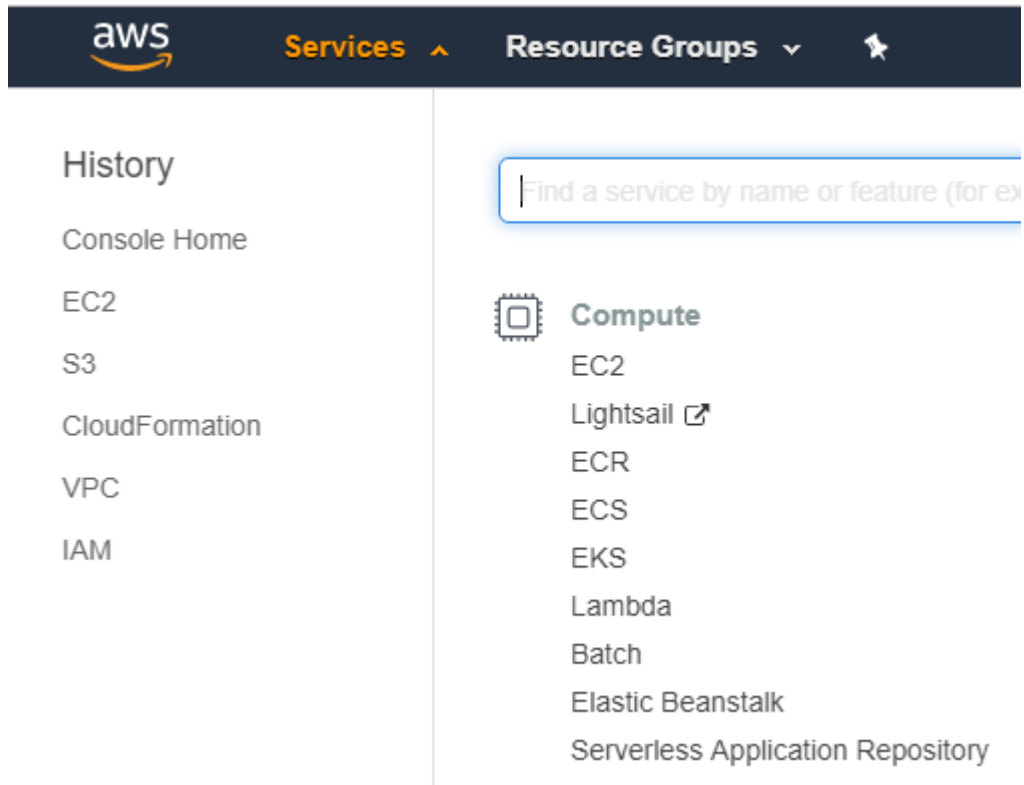 aws Services Resource Groups
History
Console Home
EC2
S3
CloudFormation
VPC
IAM
Find a service by name or feature (for ex
Compute
EC2
Lightsail
ECR
ECS
EKS
Lambda
Batch
Elastic Beanstalk
Serverless Application Repository